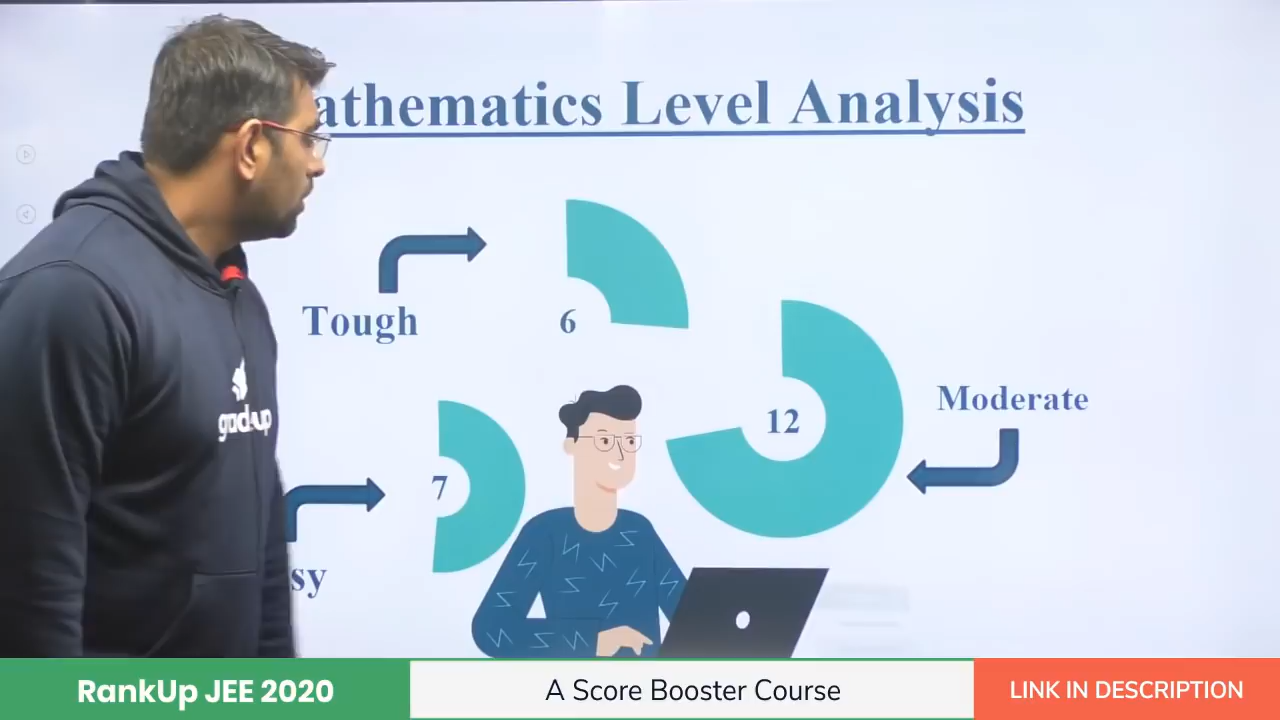 athematics Level Analysis
Tough
6
12
Moderate
7
sy
gradeup
RankUp JEE 2020
A Score Booster Course
LINK IN DESCRIPTION